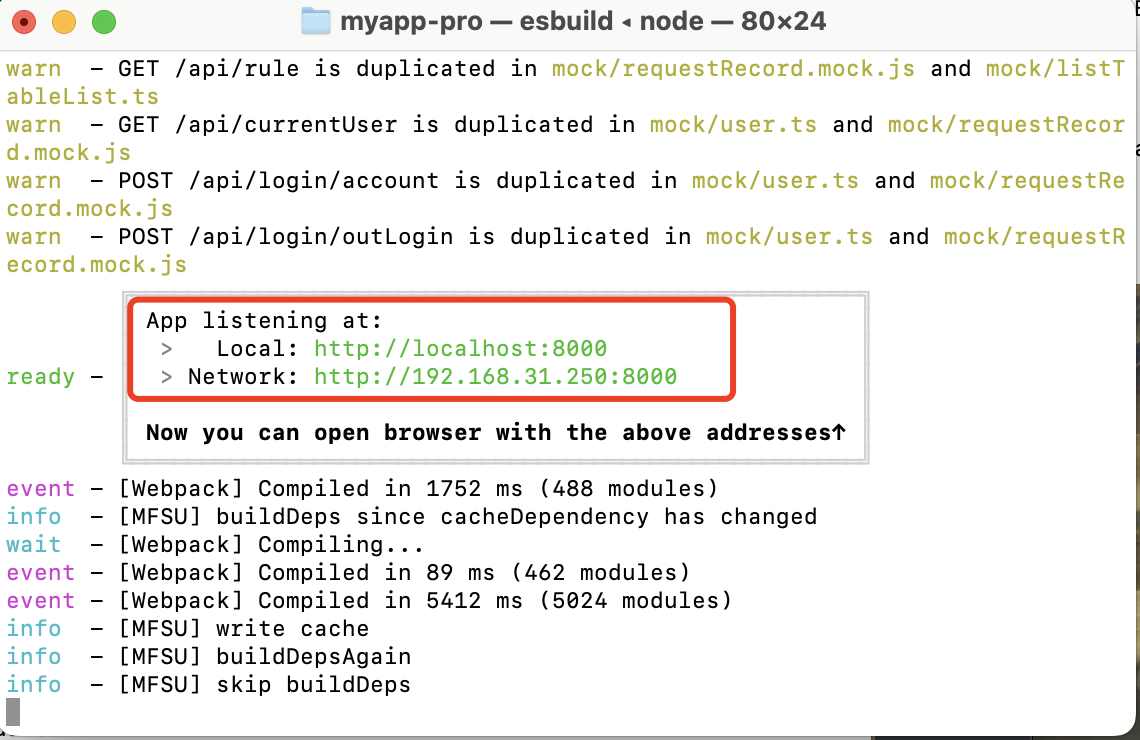 myapp-pro — esbuild ◂ node — 80×24
warn  – GET /api/rule is duplicated in mock/requestRecord.mock.js and mock/listT
ableList.ts
warn  – GET /api/currentUser is duplicated in mock/user.ts and mock/requestRecor
d.mock.js
warn  – POST /api/login/account is duplicated in mock/user.ts and mock/requestRe
cord.mock.js
warn  – POST /api/login/outLogin is duplicated in mock/user.ts and mock/requestR
ecord.mock.js
App listening at:
>   Local: http://localhost:8000
ready – > Network: http://192.168.31.250:8000
Now you can open browser with the above addresses↑
event – [Webpack] Compiled in 1752 ms (488 modules)
info  – [MFSU] buildDeps since cacheDependency has changed
wait  – [Webpack] Compiling...
event – [Webpack] Compiled in 89 ms (462 modules)
event – [Webpack] Compiled in 5412 ms (5024 modules)
info  – [MFSU] write cache
info  – [MFSU] buildDepsAgain
info  – [MFSU] skip buildDeps